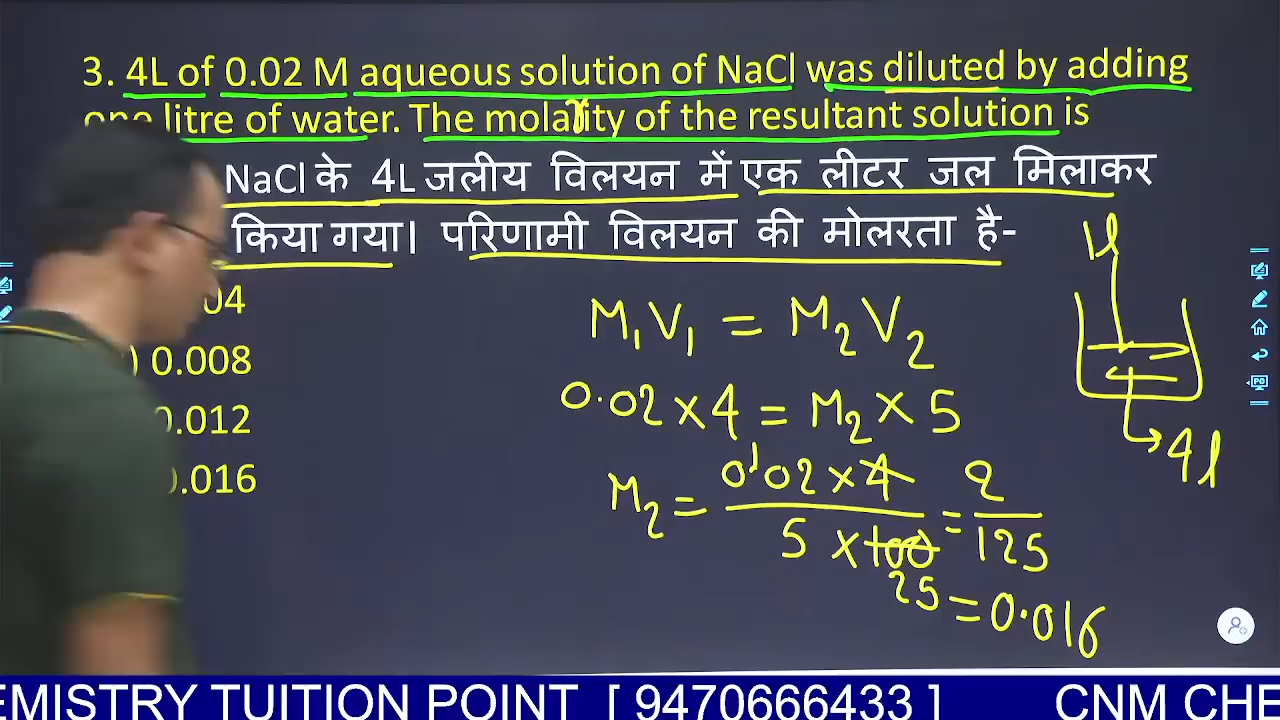 3. 4L of 0.02 M aqueous solution of NaCl was diluted by adding
one litre of water. The molarity of the resultant solution is
NaCl के 4L जलीय विलयन में एक लीटर जल मिलाकर
किया गया। परिणामी विलयन की मोलरता है-
04
) 0.008
0.012
0.016
M₁V₁ = M₂V₂
0.02 × 4 = M₂ × 5
M₂ = 0.02 × 4 / 5 × 100 = 2 / 125
25
= 0.016
1l
4l
PO
EMISTRY TUITION POINT [ 9470666433 ] CNM CHE